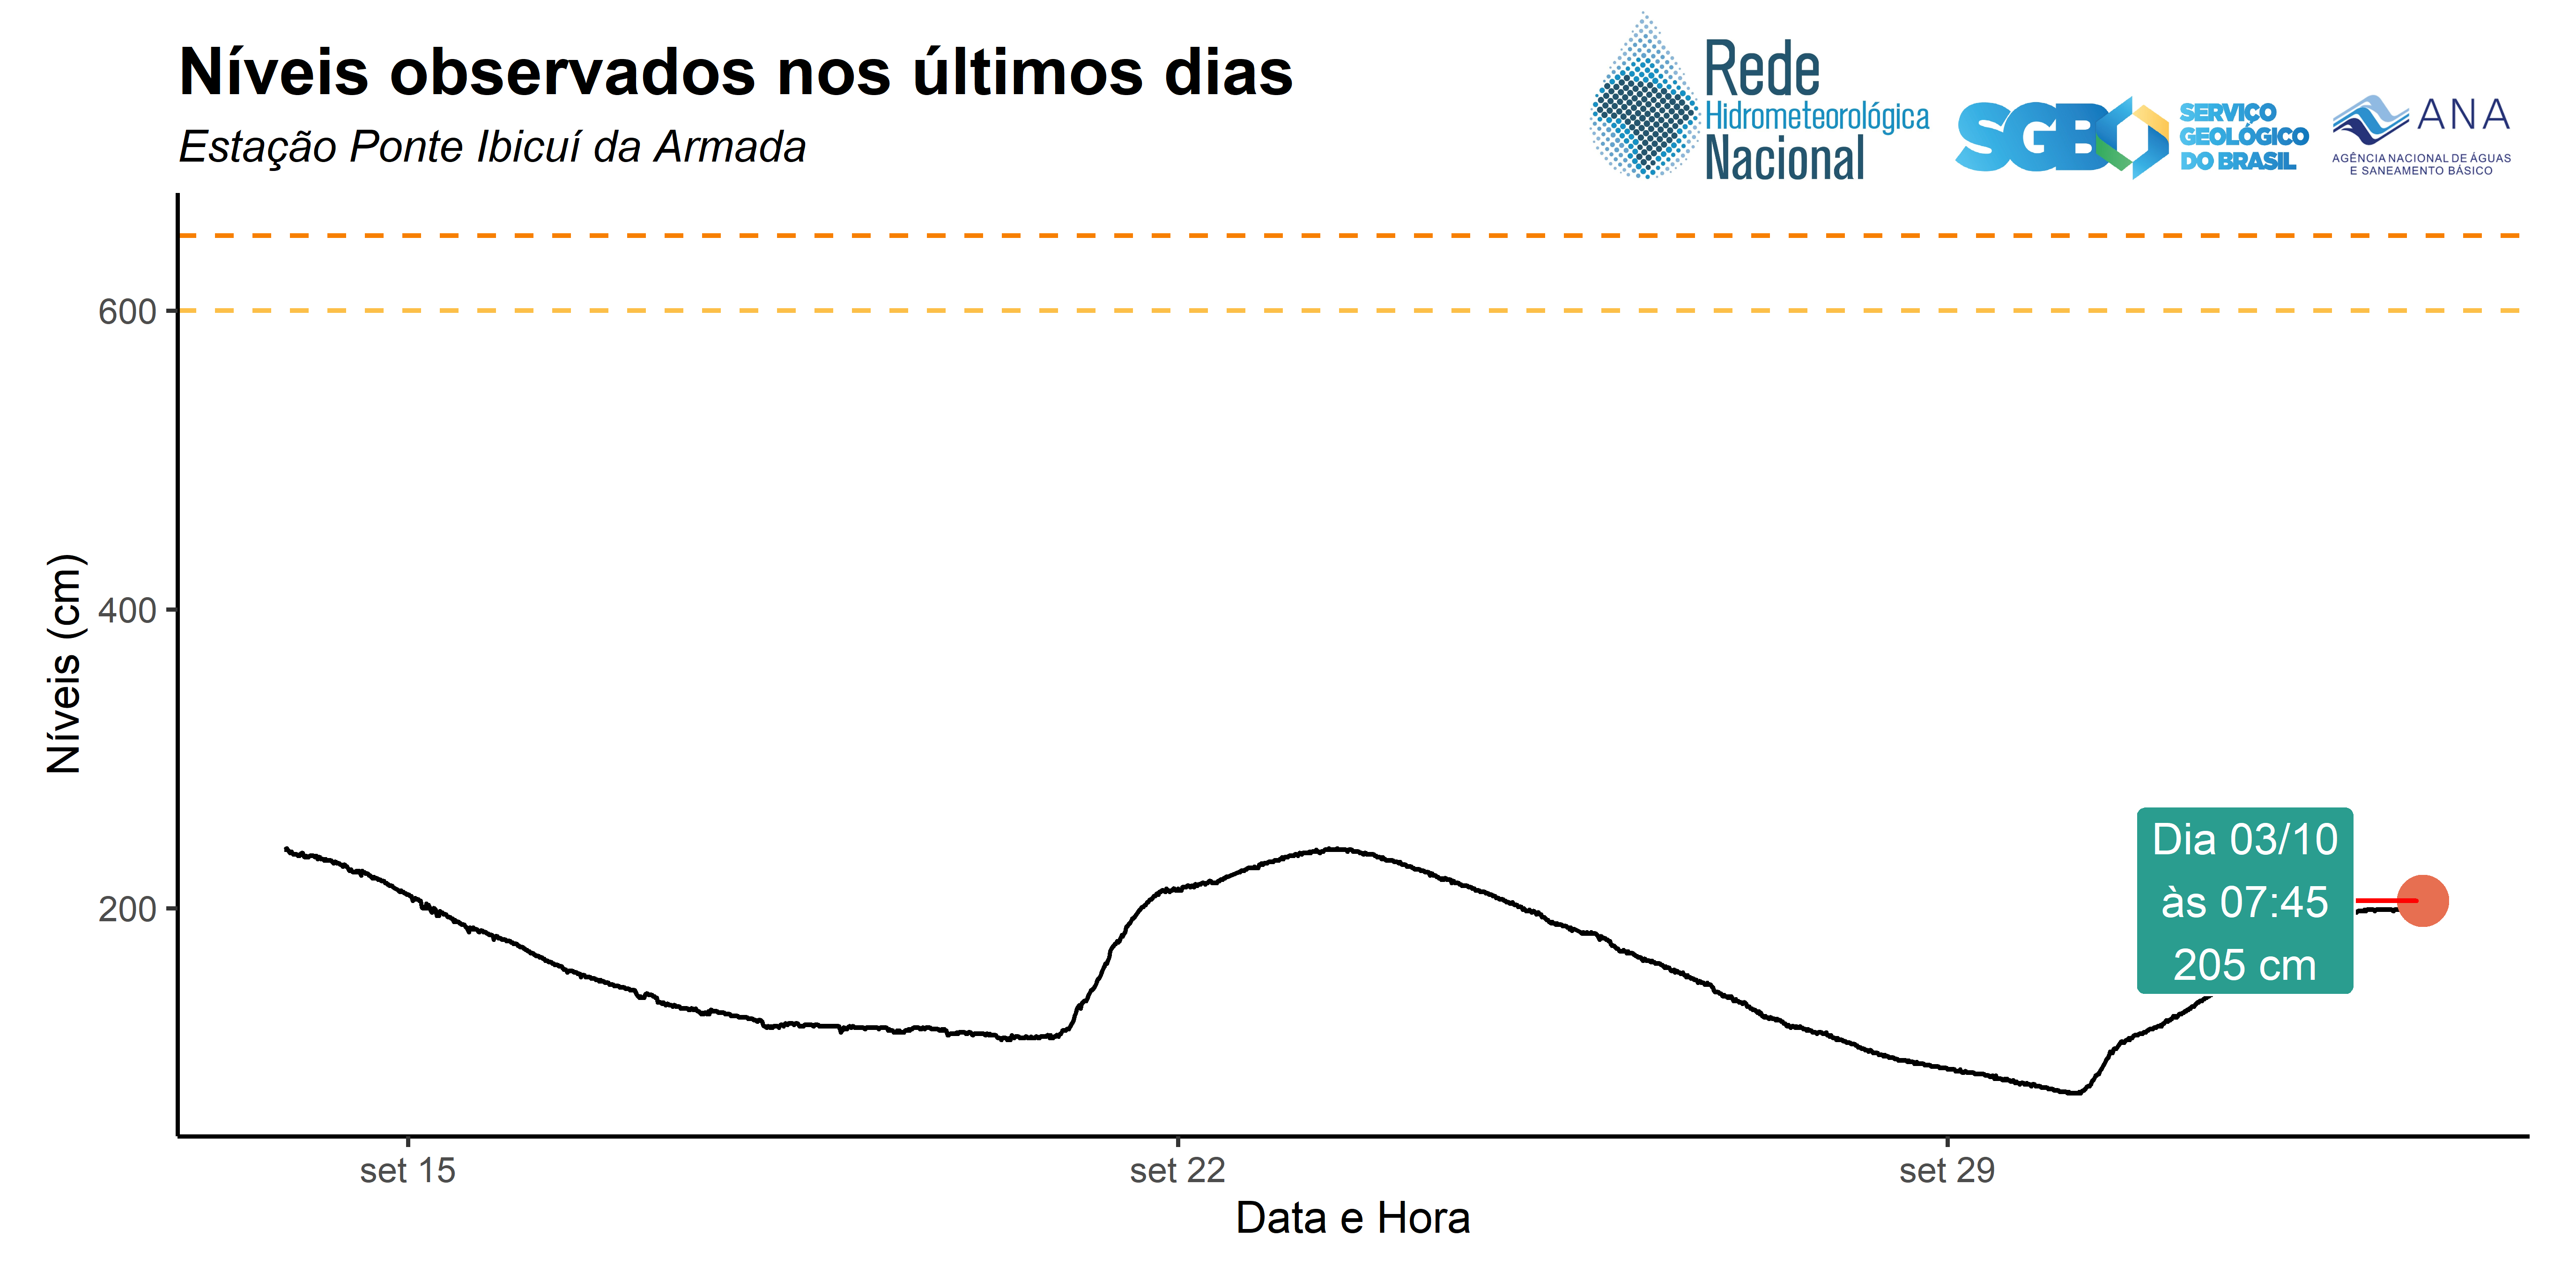 Níveis observados nos últimos dias
Estação Ponte Ibicuí da Armada
Rede
Hidrometeorológica
Nacional
SGB
SERVIÇO
GEOLÓGICO
DO BRASIL
ANA
AGÊNCIA NACIONAL DE ÁGUAS
E SANEAMENTO BÁSICO
Níveis (cm)
600
400
200
Dia 03/10
às 07:45
205 cm
set 15
set 22
set 29
Data e Hora